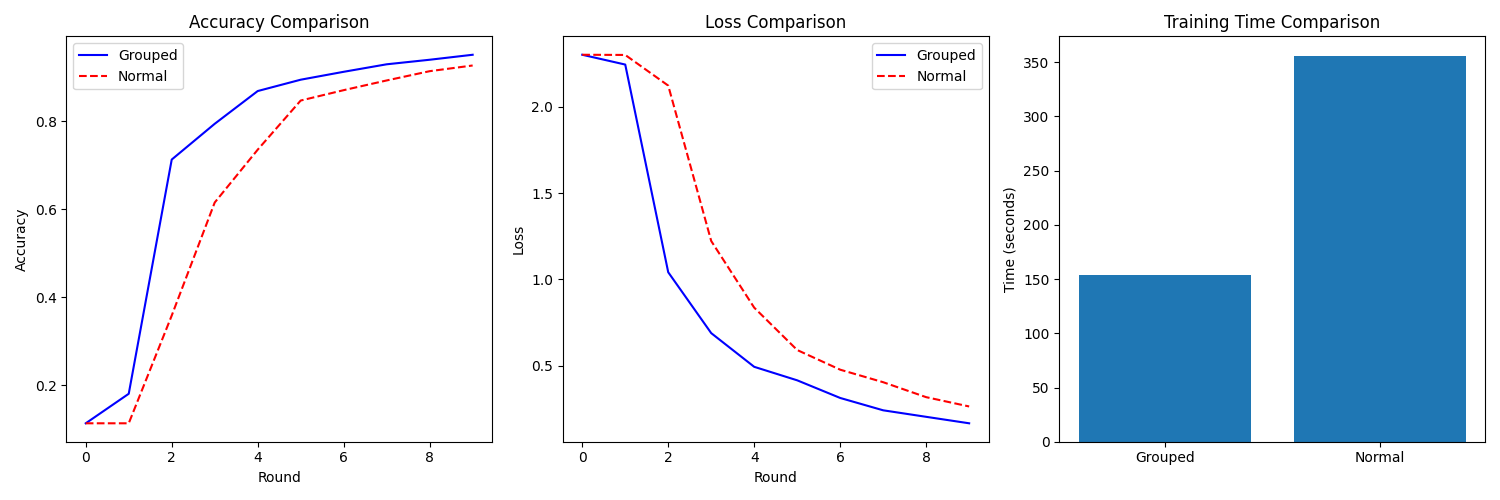 Accuracy Comparison
Grouped
Normal
0.8
0.6
0.4
0.2
Accuracy
0 2 4 6 8
Round
Loss Comparison
Grouped
Normal
2.0
1.5
1.0
0.5
Loss
0 2 4 6 8
Round
Training Time Comparison
350
300
250
200
150
100
50
0
Time (seconds)
Grouped Normal